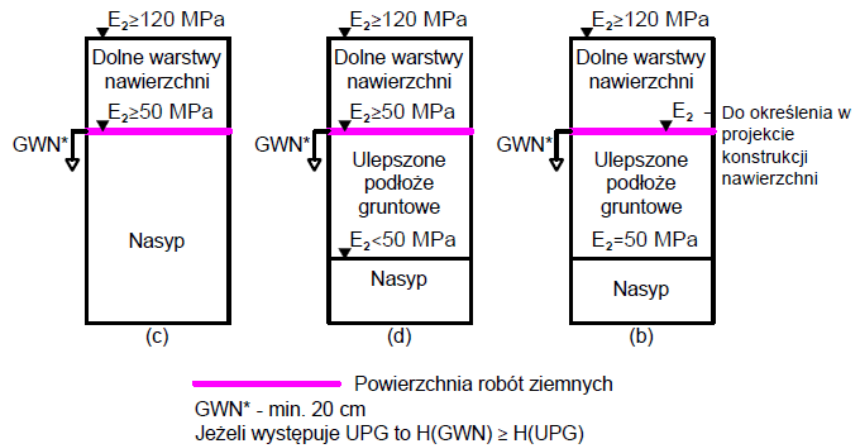 E₂≥120 MPa
Dolne warstwy
nawierzchni
E₂≥50 MPa
GWN*
Nasyp
(c)
E₂≥120 MPa
Dolne warstwy
nawierzchni
E₂≥50 MPa
GWN*
Ulepszone
podłoże
gruntowe
E₂<50 MPa
Nasyp
(d)
E₂≥120 MPa
Dolne warstwy
nawierzchni
E₂ - Do określenia w
projekcie
konstrukcji
nawierzchni
GWN*
Ulepszone
podłoże
gruntowe
E₂=50 MPa
Nasyp
(b)
Powierzchnia robót ziemnych
GWN* - min. 20 cm
Jeżeli występuje UPG to H(GWN) ≥ H(UPG)